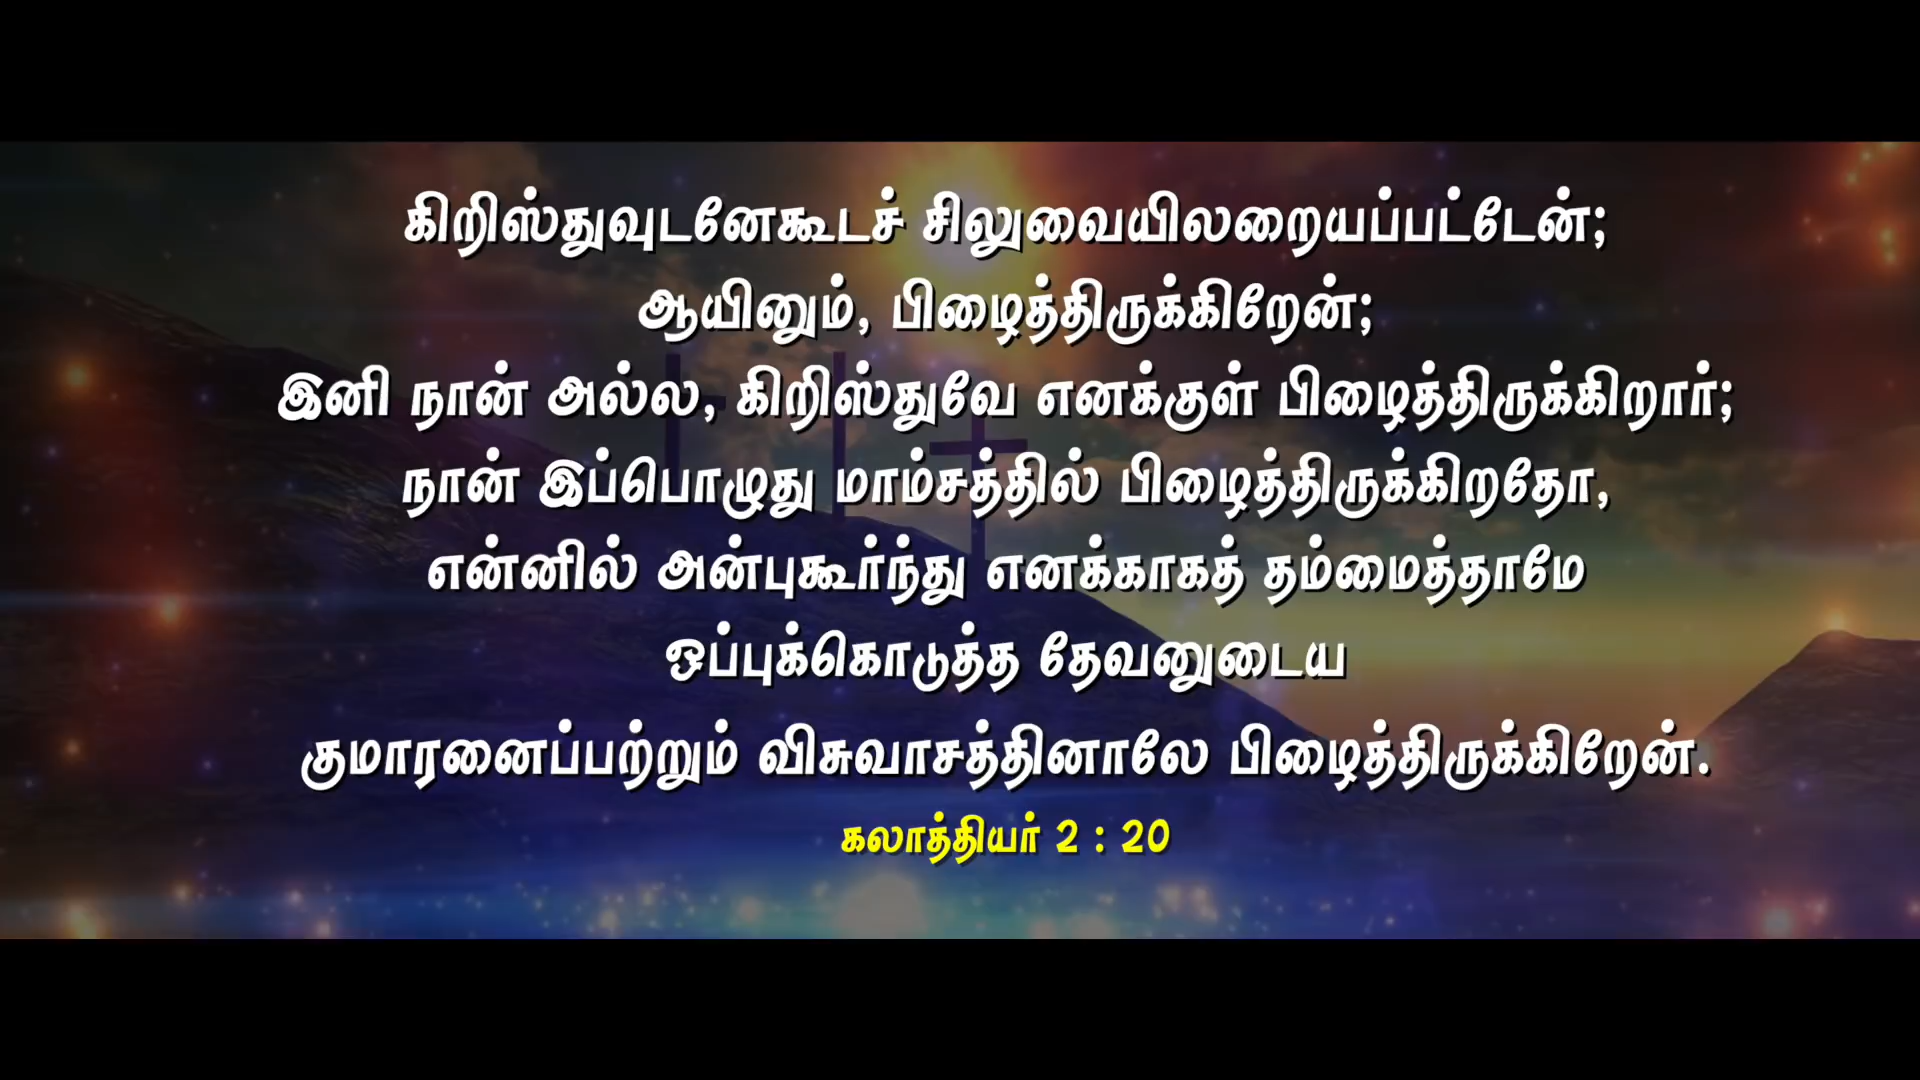 கிறிஸ்துவுடனேகூடச் சிலுவையிலறையப்பட்டேன்;
ஆயினும், பிழைத்திருக்கிறேன்;
இனி நான் அல்ல, கிறிஸ்துவே எனக்குள் பிழைத்திருக்கிறார்;
நான் இப்பொழுது மாம்சத்தில் பிழைத்திருக்கிறதோ,
என்னில் அன்புகூர்ந்து எனக்காகத் தம்மைத்தாமே
ஒப்புக்கொடுத்த தேவனுடைய
குமாரனைப்பற்றும் விசுவாசத்தினாலே பிழைத்திருக்கிறேன்.
கலாத்தியர் 2 : 20